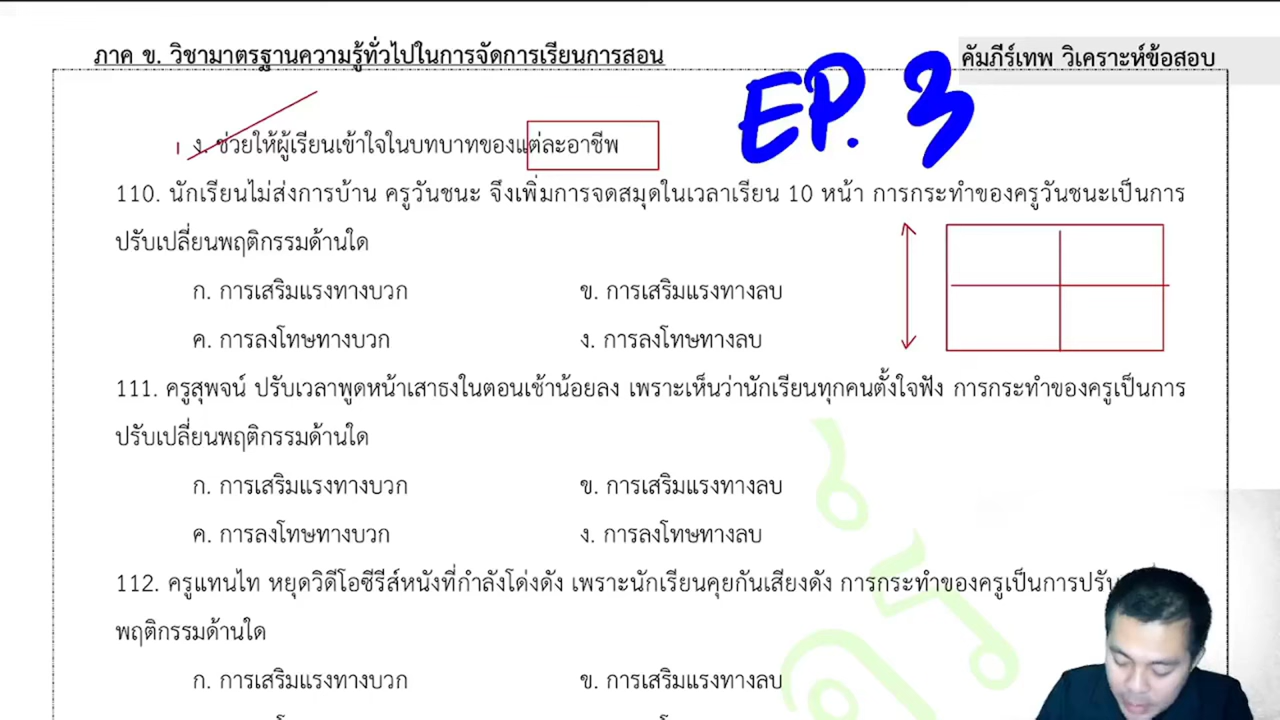 ภาค ข. วิชามาตรฐานความรู้ทั่วไปในการจัดการเรียนการสอน
คัมภีร์เทพ วิเคราะห์ข้อสอบ
EP. 3
ง. ช่วยให้ผู้เรียนเข้าใจในบทบาทของแต่ละอาชีพ
110. นักเรียนไม่ส่งการบ้าน ครูวันชนะ จึงเพิ่มการจดสมุดในเวลาเรียน 10 หน้า การกระทำของครูวันชนะเป็นการ
ปรับเปลี่ยนพฤติกรรมด้านใด
ก. การเสริมแรงทางบวก ข. การเสริมแรงทางลบ
ค. การลงโทษทางบวก ง. การลงโทษทางลบ
111. ครูสุพจน์ ปรับเวลาพูดหน้าเสาธงในตอนเช้าน้อยลง เพราะเห็นว่านักเรียนทุกคนตั้งใจฟัง การกระทำของครูเป็นการ
ปรับเปลี่ยนพฤติกรรมด้านใด
ก. การเสริมแรงทางบวก ข. การเสริมแรงทางลบ
ค. การลงโทษทางบวก ง. การลงโทษทางลบ
112. ครูแทนไท หยุดวิดีโอซีรีส์หนังที่กำลังโด่งดัง เพราะนักเรียนคุยกันเสียงดัง การกระทำของครูเป็นการปรับ
พฤติกรรมด้านใด
ก. การเสริมแรงทางบวก ข. การเสริมแรงทางลบ